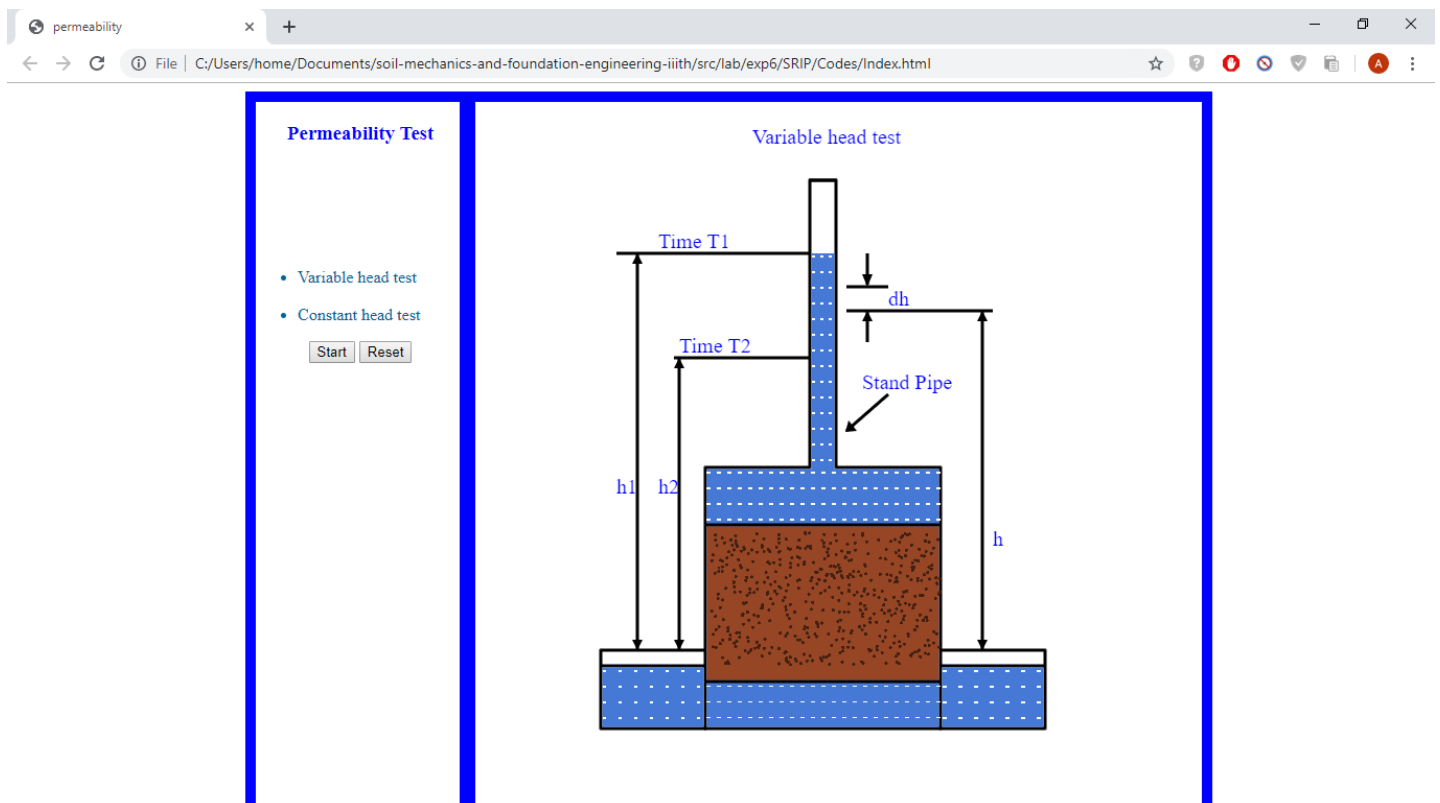 permeability
File
C:/Users/home/Documents/soil-mechanics-and-foundation-engineering-iiith/src/lab/exp6/SRIP/Codes/Index.html
A
Permeability Test
Variable head test
Constant head test
Start Reset
Variable head test
Time T1
dh
Time T2
Stand Pipe
h1 h2
h